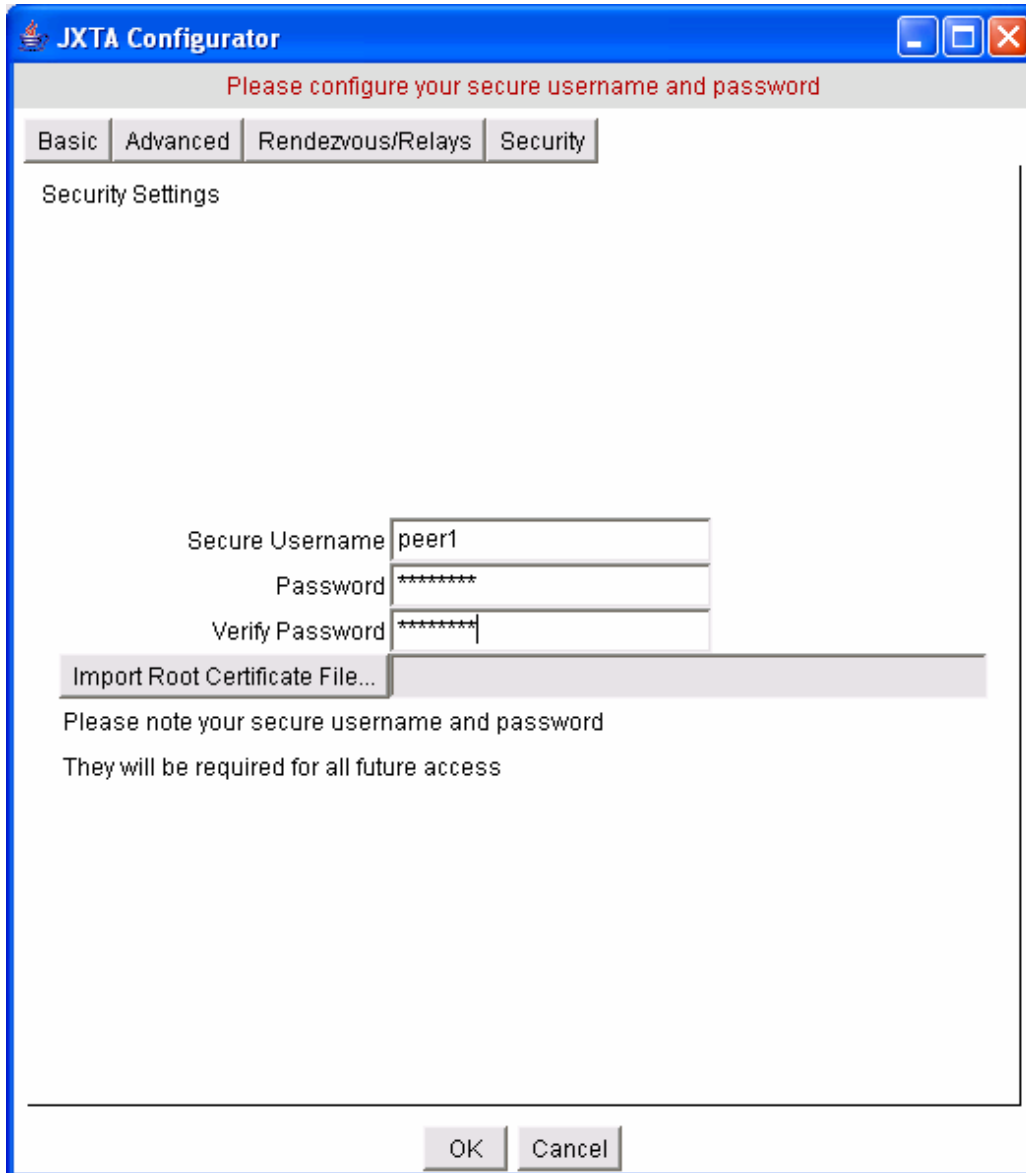 JXTA Configurator
Please configure your secure username and password
Basic Advanced Rendezvous/Relays Security
Security Settings
Secure Username peer1
Password ********
Verify Password ********
Import Root Certificate File...
Please note your secure username and password
They will be required for all future access
OK Cancel